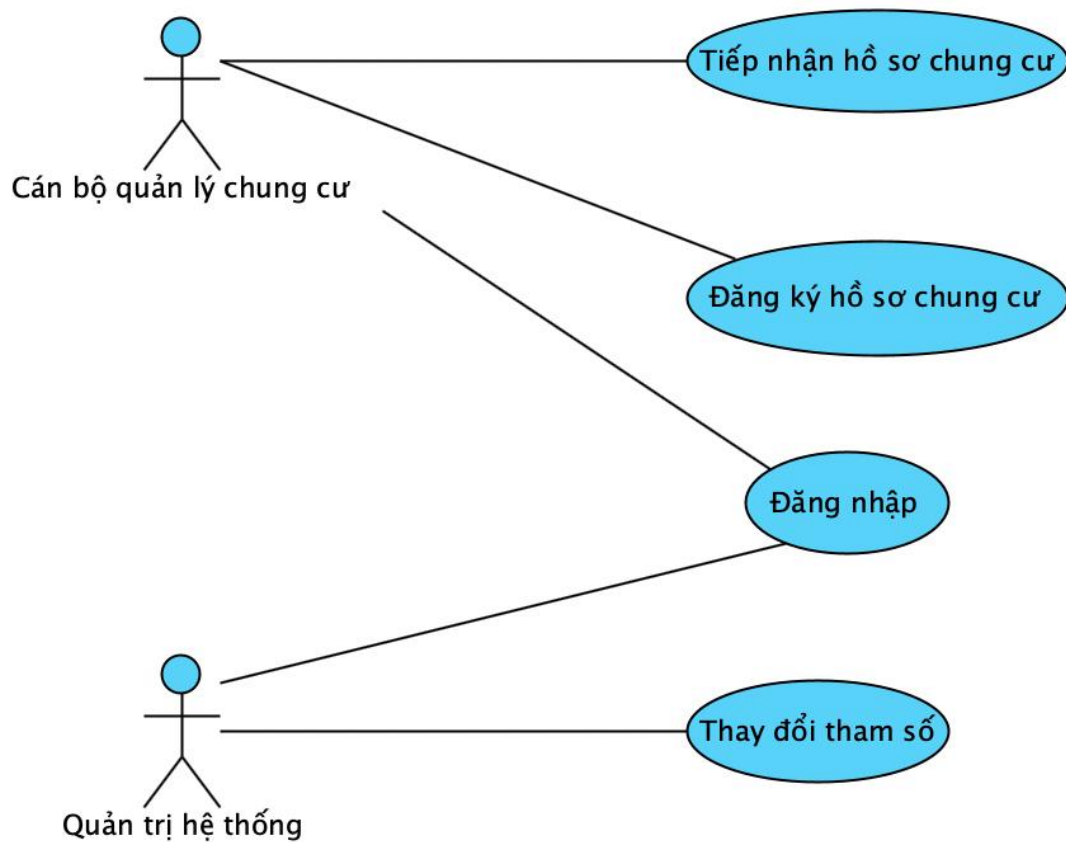 Tiếp nhận hồ sơ chung cư
Cán bộ quản lý chung cư
Đăng ký hồ sơ chung cư
Đăng nhập
Thay đổi tham số
Quản trị hệ thống